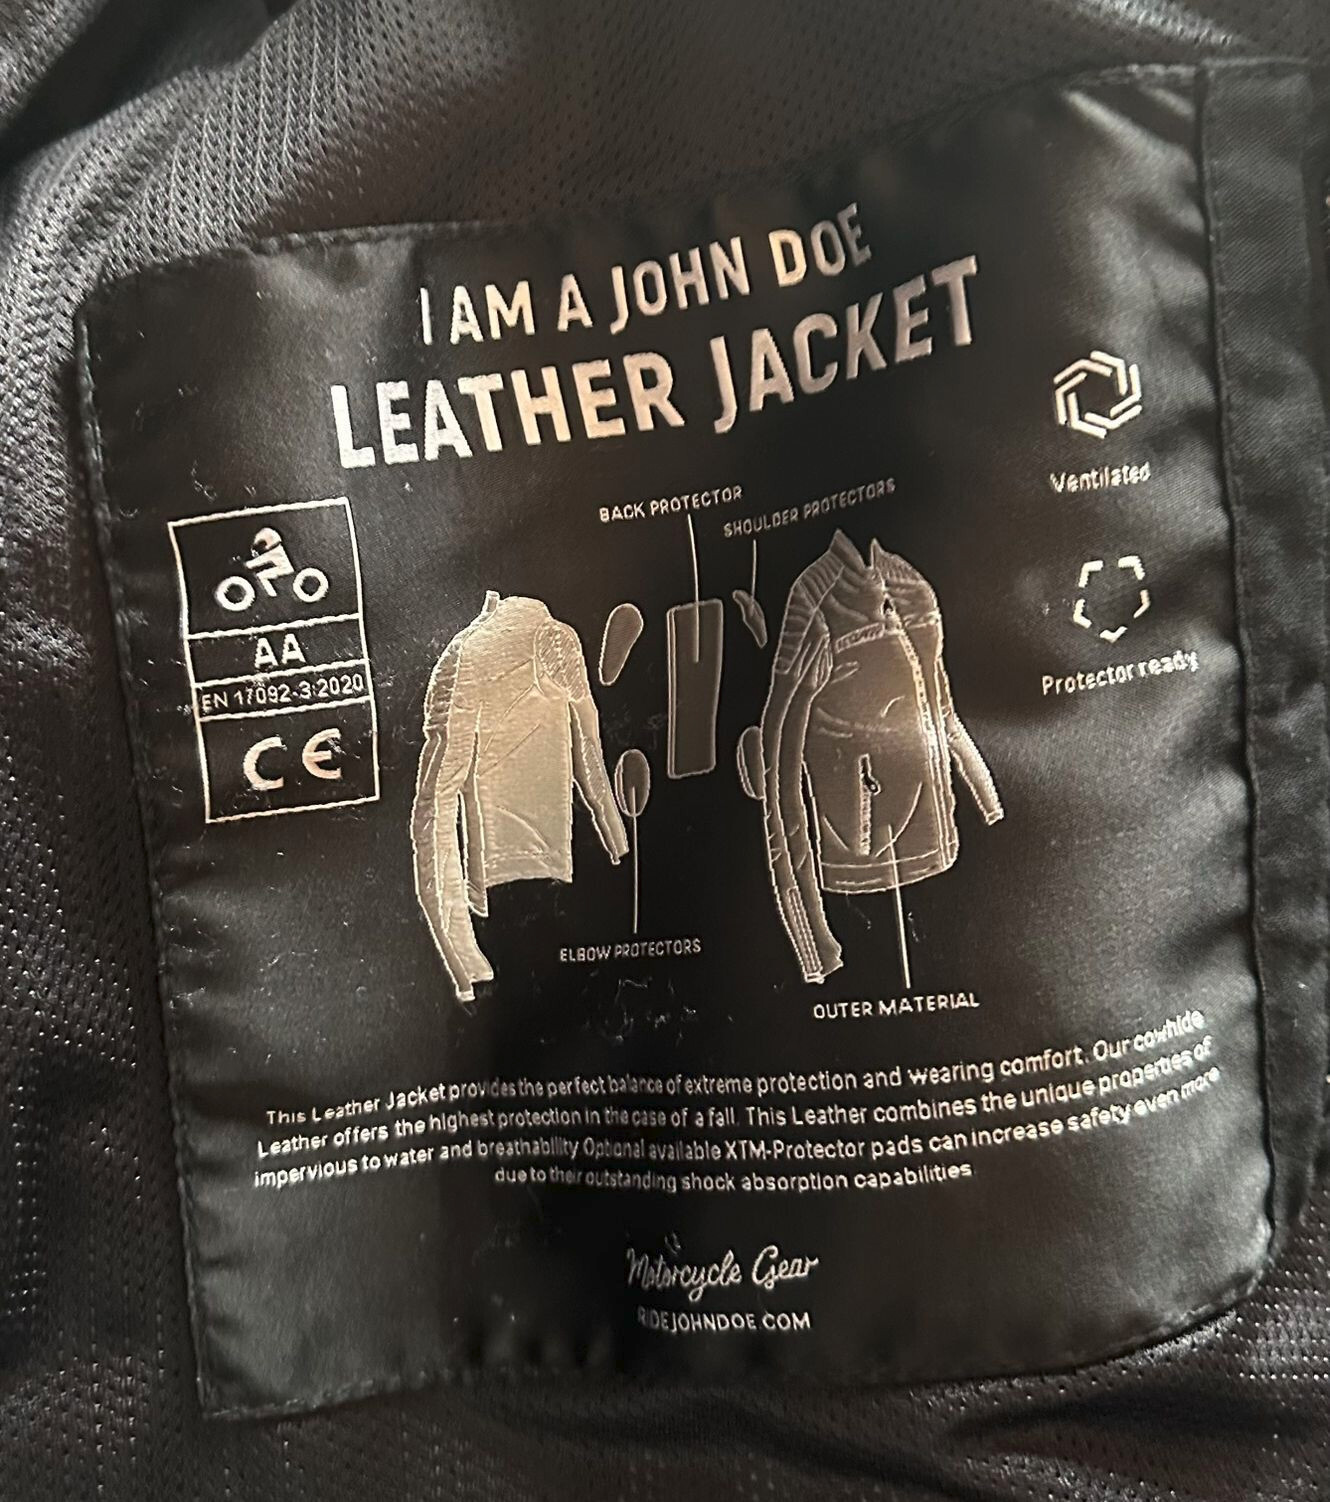 I AM A JOHN DOE
LEATHER JACKET
Ventilated
BACK PROTECTOR
SHOULDER PROTECTORS
AA
EN 17092-3:2020
CE
Protector ready
ELBOW PROTECTORS
OUTER MATERIAL
This Leather Jacket provides the perfect balance of extreme protection and wearing comfort. Our cowhide
Leather offers the highest protection in the case of a fall. This Leather combines the unique properties of
impervious to water and breathability Optional available XTM-Protector pads can increase safety even more
due to their outstanding shock absorption capabilities
Motorcycle Gear
RIDEJOHNDOE.COM